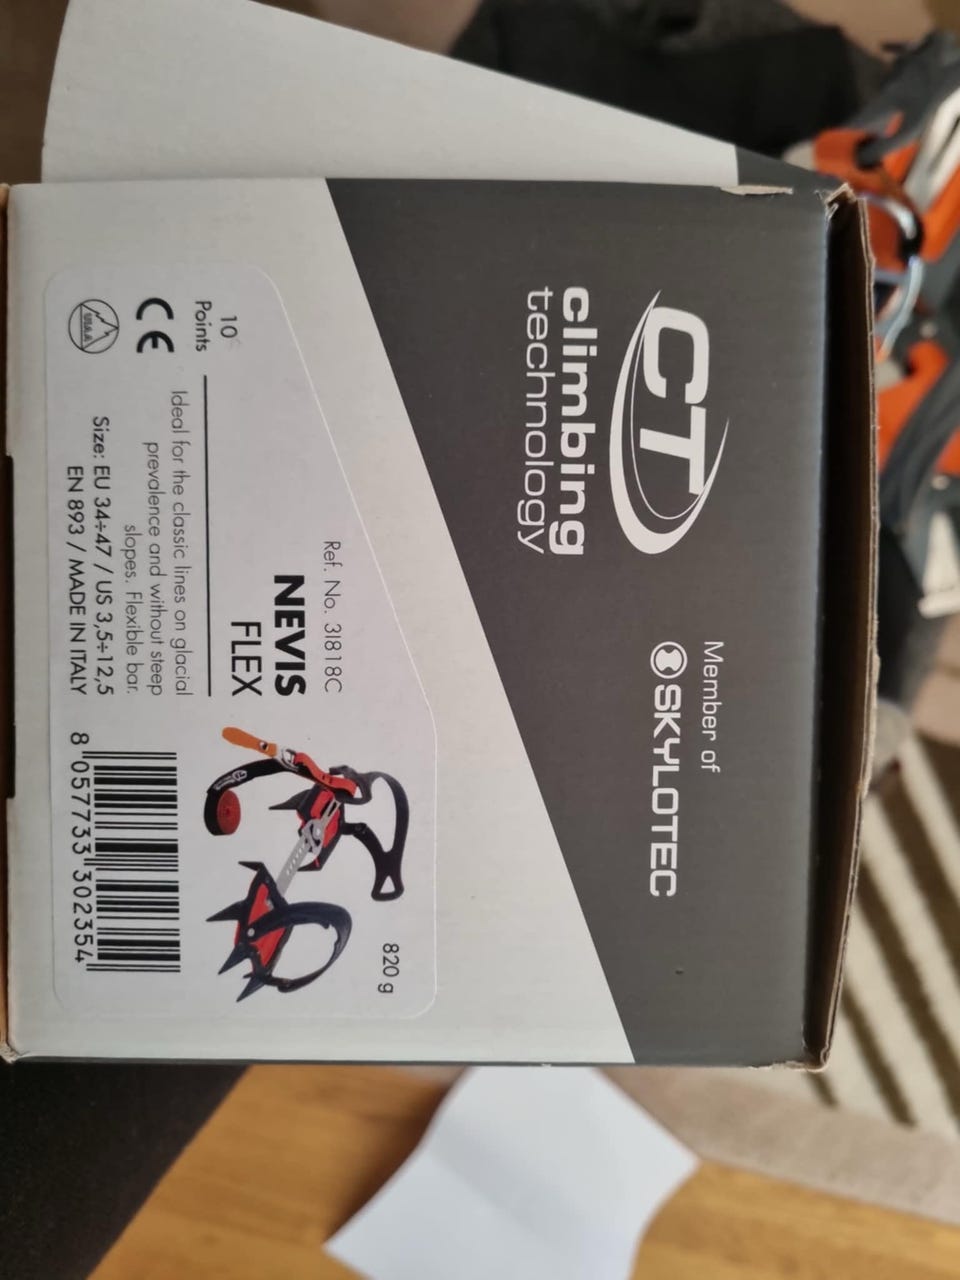 CT
climbing
technology
Member of
SKYLOTEC
Ref. No. 3I818C
NEVIS
FLEX
10
Points
Ideal for the classic lines on glacial
prevalence and without steep
slopes. Flexible bar.
Size: EU 34÷47 / US 3,5÷12,5
EN 893 / MADE IN ITALY
CE
UIAA
820 g
8 057733 302354